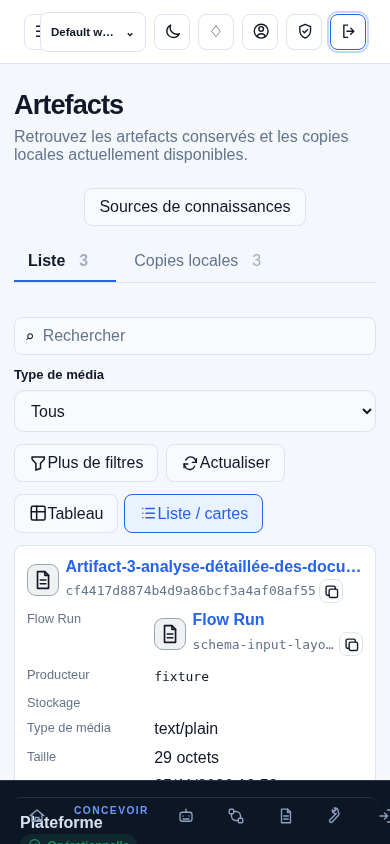 Default w…
Artefacts
Retrouvez les artefacts conservés et les copies
locales actuellement disponibles.
Sources de connaissances
Liste 3 Copies locales 3
Rechercher
Type de média
Tous
Plus de filtres Actualiser
Tableau Liste / cartes
Artifact-3-analyse-détaillée-des-docu…
cf4417d8874b4d9a86bcf3a4af08af55
Flow Run Flow Run
schema-input-layo…
Producteur fixture
Stockage
Type de média text/plain
Taille 29 octets
CONCEVOIR
Plateforme
Opérationnelle